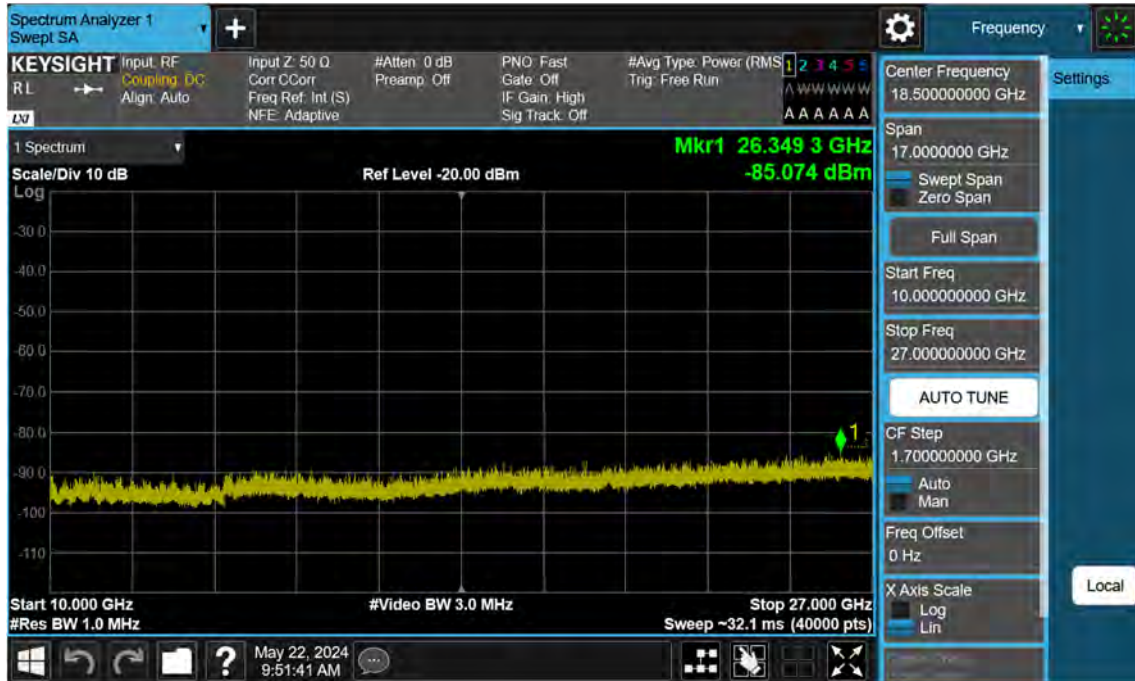 Spectrum Analyzer 1
Swept SA
Frequency
KEYSIGHT
RL
LXI
Input: RF
Coupling: DC
Align: Auto
Input Z: 50 Ω
Corr CCorr
Freq Ref: Int (S)
NFE: Adaptive
#Atten: 0 dB
Preamp: Off
PNO: Fast
Gate: Off
IF Gain: High
Sig Track: Off
#Avg Type: Power (RMS
Trig: Free Run
1 2 3 4 5 6
A W W W W W
A A A A A A
1 Spectrum
Scale/Div 10 dB
Ref Level -20.00 dBm
Mkr1 26.349 3 GHz
-85.074 dBm
Log
-30.0
-40.0
-50.0
-60.0
-70.0
-80.0
-90.0
-100
-110
1
Start 10.000 GHz
#Video BW 3.0 MHz
Stop 27.000 GHz
#Res BW 1.0 MHz
Sweep ~32.1 ms (40000 pts)
?
May 22, 2024
9:51:41 AM
Center Frequency
18.500000000 GHz
Span
17.0000000 GHz
Swept Span
Zero Span
Full Span
Start Freq
10.000000000 GHz
Stop Freq
27.000000000 GHz
AUTO TUNE
CF Step
1.700000000 GHz
Auto
Man
Freq Offset
0 Hz
X Axis Scale
Log
Lin
Settings
Local